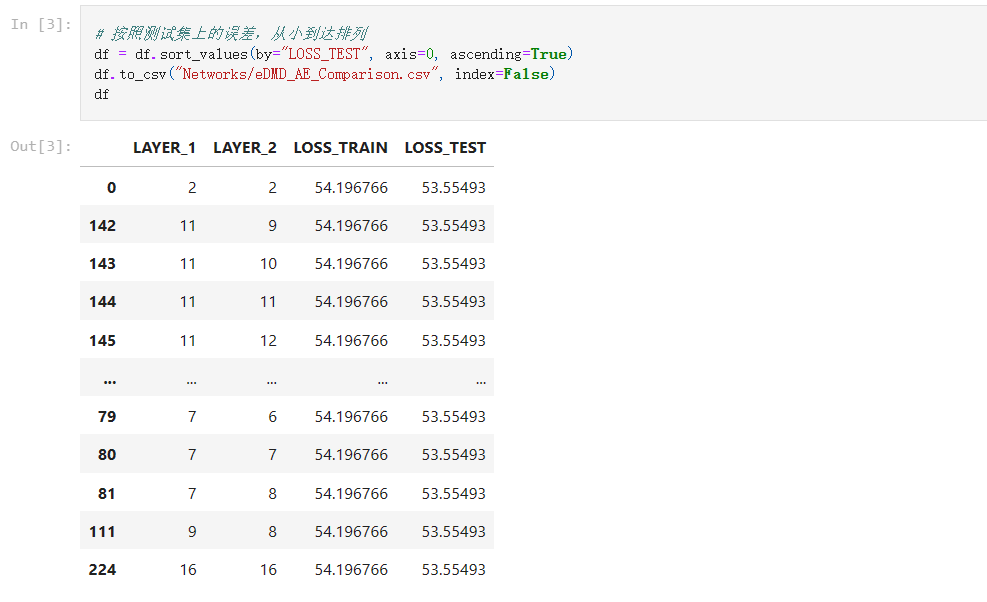 In [3]:
# 按照测试集上的误差，从小到达排列
df = df.sort_values(by="LOSS_TEST", axis=0, ascending=True)
df.to_csv("Networks/eDMD_AE_Comparison.csv", index=False)
df
Out[3]:
LAYER_1 LAYER_2 LOSS_TRAIN LOSS_TEST
0 2 2 54.196766 53.55493
142 11 9 54.196766 53.55493
143 11 10 54.196766 53.55493
144 11 11 54.196766 53.55493
145 11 12 54.196766 53.55493
... ... ... ... ...
79 7 6 54.196766 53.55493
80 7 7 54.196766 53.55493
81 7 8 54.196766 53.55493
111 9 8 54.196766 53.55493
224 16 16 54.196766 53.55493